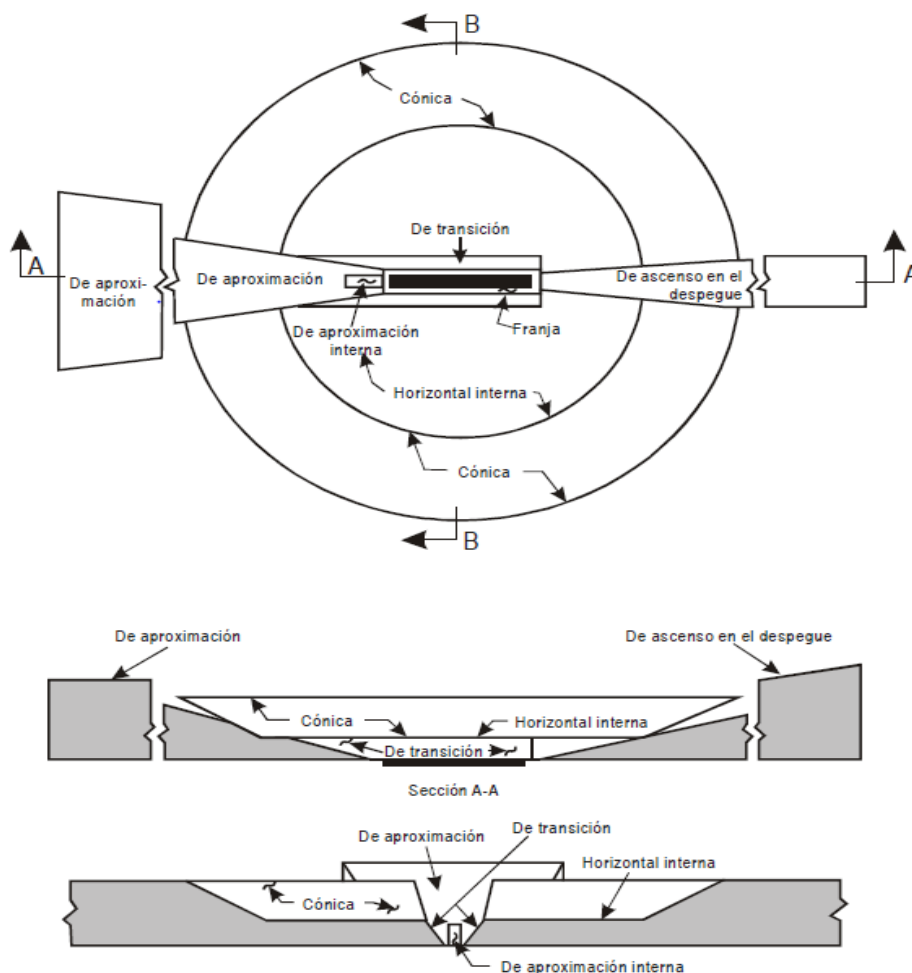 B
Cónica
De transición
A
De aproxi-
mación
De aproximación
De ascenso en el
despegue
A
De aproximación
interna
Franja
Horizontal interna
Cónica
B
De aproximación
De ascenso en el despegue
Cónica
Horizontal interna
De transición
Sección A-A
De aproximación
De transición
Horizontal interna
Cónica
De aproximación interna